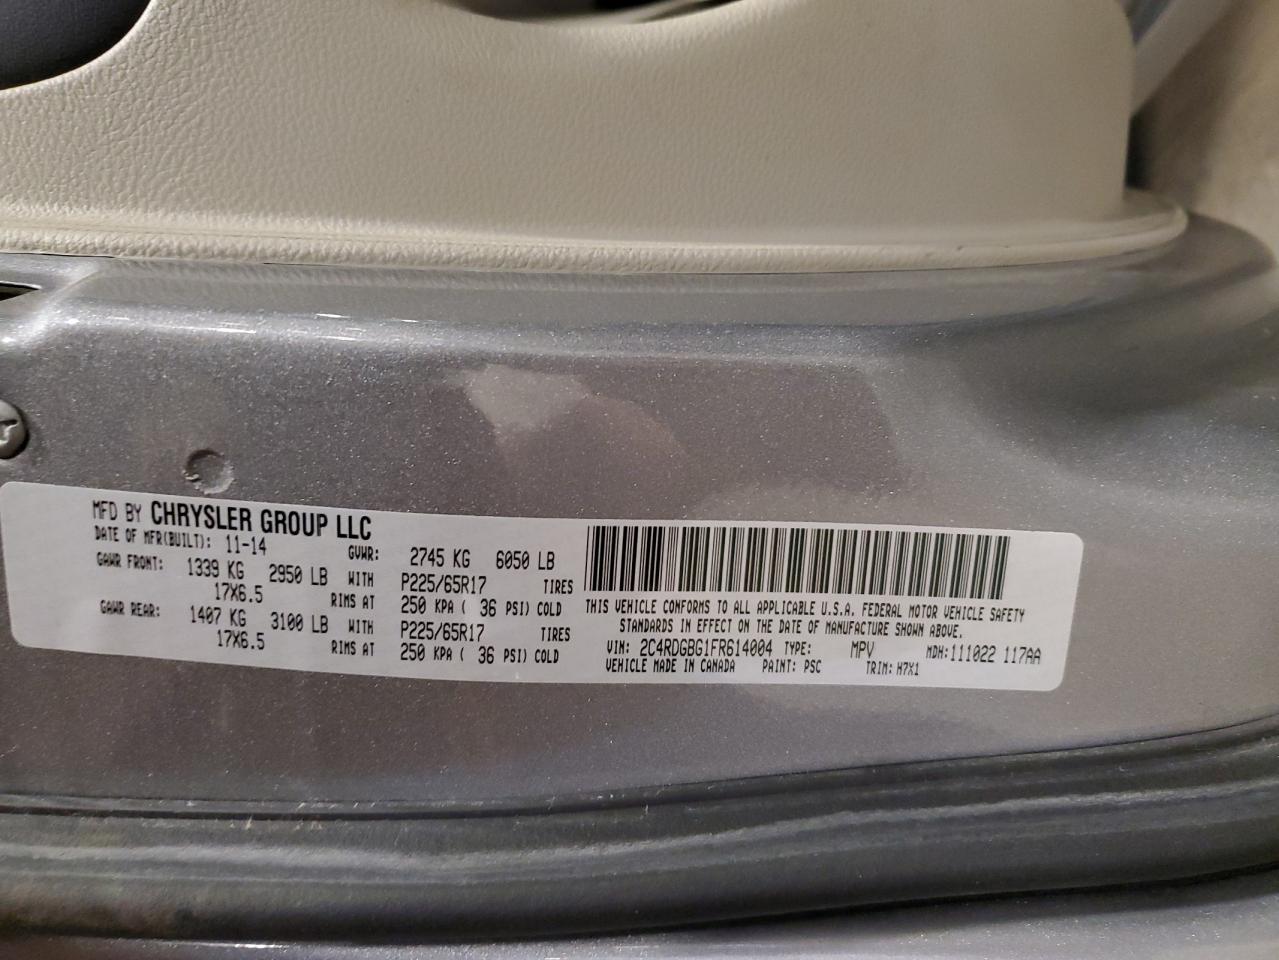 MFD BY CHRYSLER GROUP LLC
DATE OF MFR(BUILT): 11-14 GVWR: 2745 KG 6050 LB
GAWR FRONT: 1339 KG 2950 LB WITH P225/65R17 TIRES
17X6.5 RIMS AT 250 KPA ( 36 PSI) COLD
GAWR REAR: 1407 KG 3100 LB WITH P225/65R17 TIRES
17X6.5 RIMS AT 250 KPA ( 36 PSI) COLD
THIS VEHICLE CONFORMS TO ALL APPLICABLE U.S.A. FEDERAL MOTOR VEHICLE SAFETY
STANDARDS IN EFFECT ON THE DATE OF MANUFACTURE SHOWN ABOVE.
VIN: 2C4RDGBG1FR614004 TYPE: MPV MDH:111022 117AA
VEHICLE MADE IN CANADA PAINT: PSC TRIM: H7X1